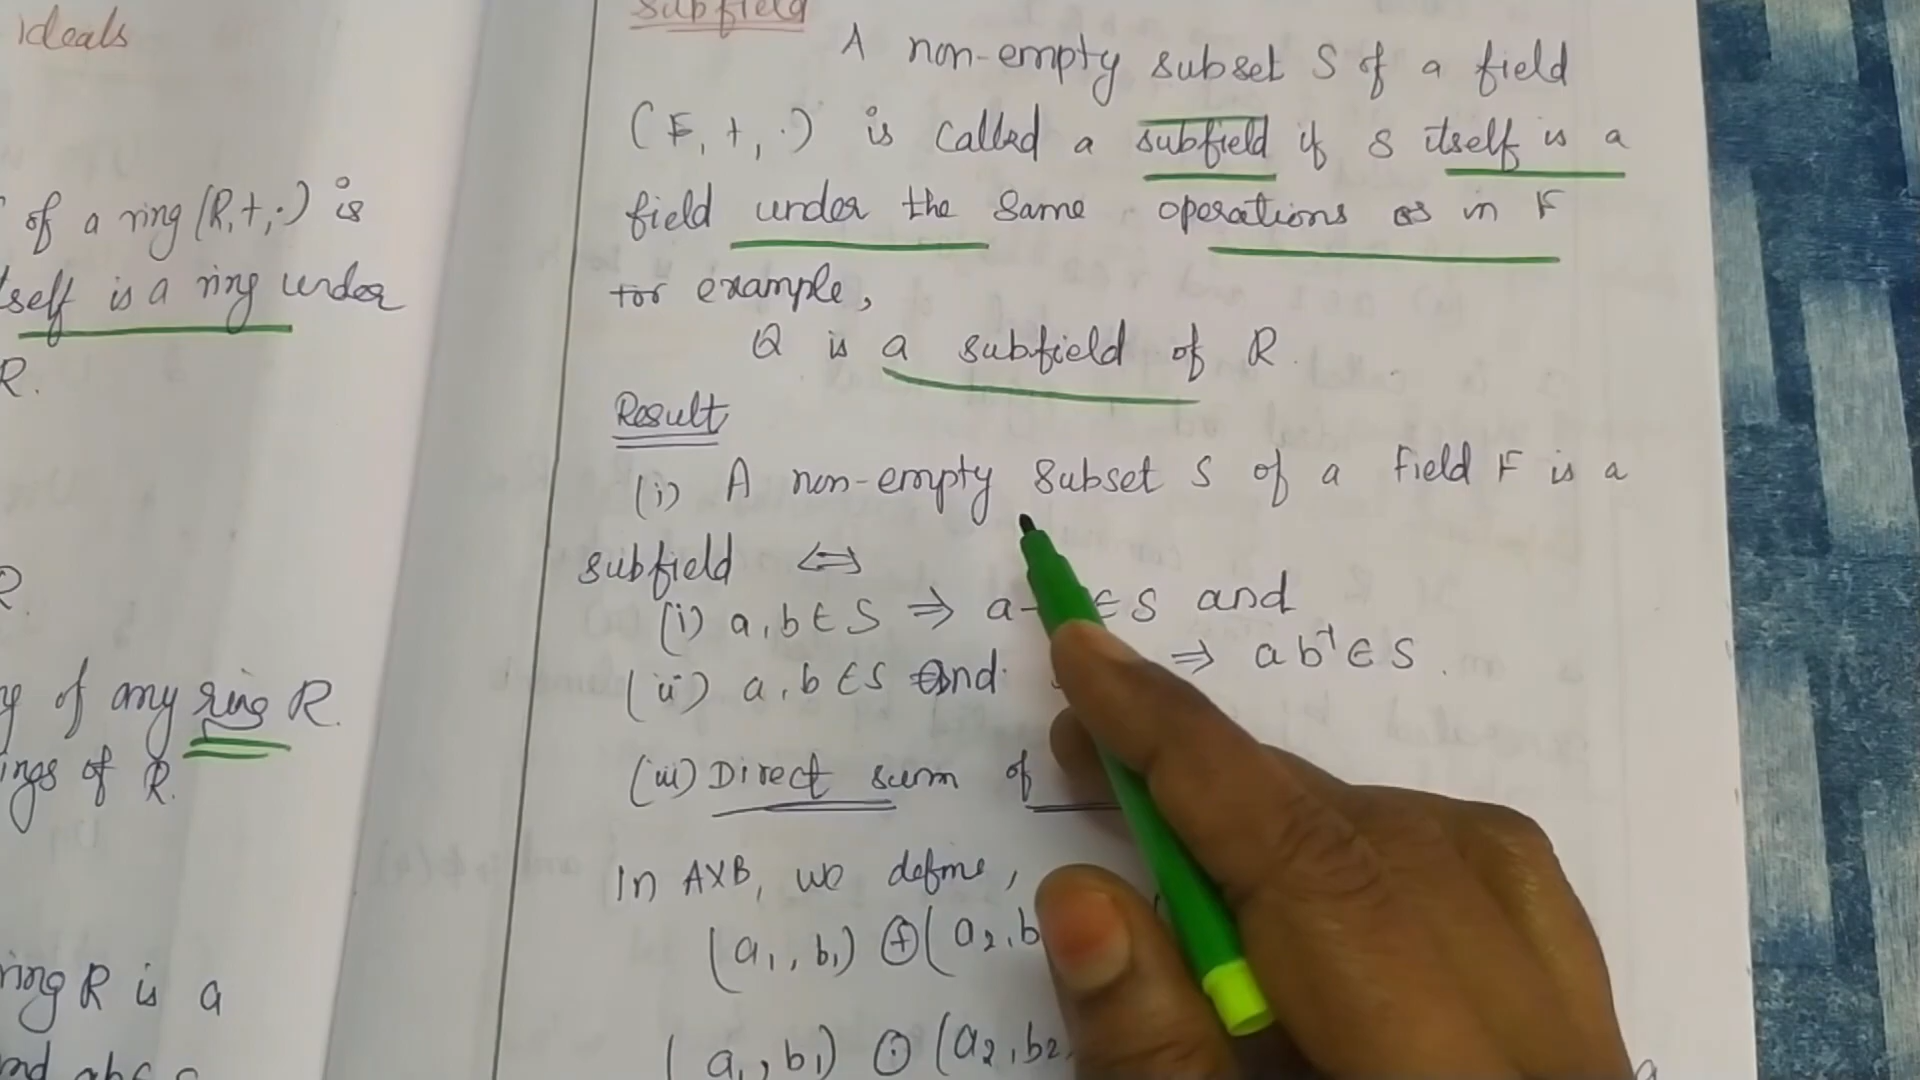 ideals
of a ring (R, +, ·) is
itself is a ring under
R.
R.
of any ring R.
ings of R.
ring R is a
Subfield
A non-empty subset S of a field
(F, +, ·) is called a subfield if S itself is a
field under the same operations as in F
for example,
Q is a subfield of R.
Result
(i) A non-empty subset S of a field F is a
subfield ⇔
(i) a, b ∈ S ⇒ a- ∈ S and
(ii) a, b ∈ S and ⇒ ab⁻¹ ∈ S.
(iii) Direct sum of
In A×B, we define,
(a₁, b₁) ⊕ (a₂, b
(a₁, b₁) ⊙ (a₂, b₂,